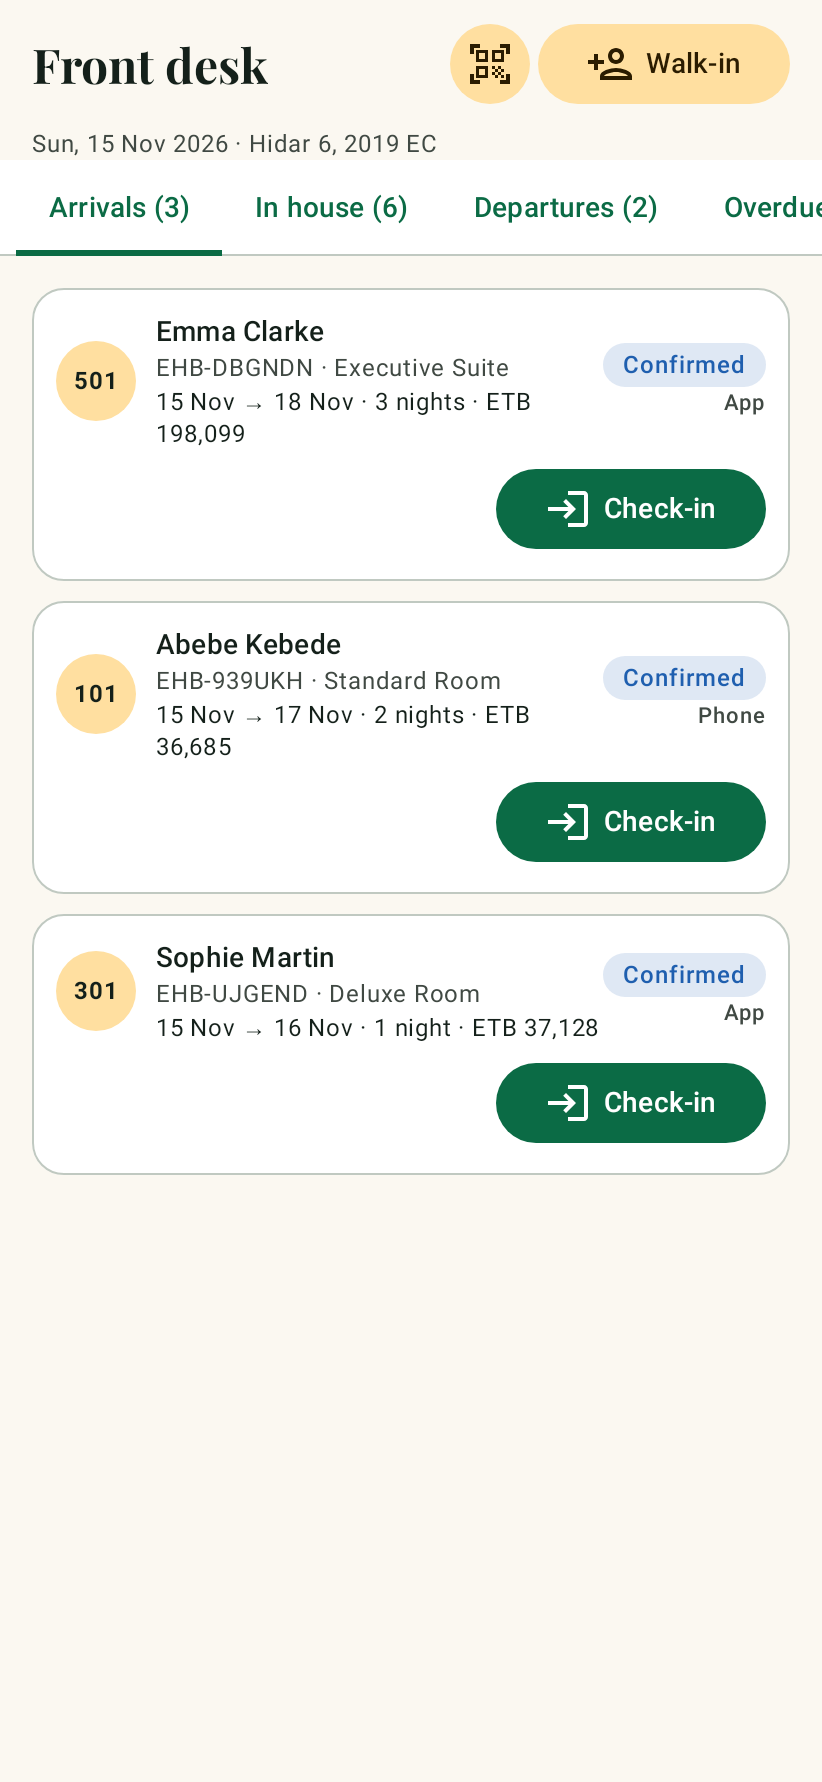 Front desk
Walk-in
Sun, 15 Nov 2026 · Hidar 6, 2019 EC
Arrivals (3)
In house (6)
Departures (2)
Overdue
501
Emma Clarke
EHB-DBGNDN · Executive Suite
15 Nov → 18 Nov · 3 nights · ETB
198,099
Confirmed
App
Check-in
101
Abebe Kebede
EHB-939UKH · Standard Room
15 Nov → 17 Nov · 2 nights · ETB
36,685
Confirmed
Phone
Check-in
301
Sophie Martin
EHB-UJGEND · Deluxe Room
15 Nov → 16 Nov · 1 night · ETB 37,128
Confirmed
App
Check-in